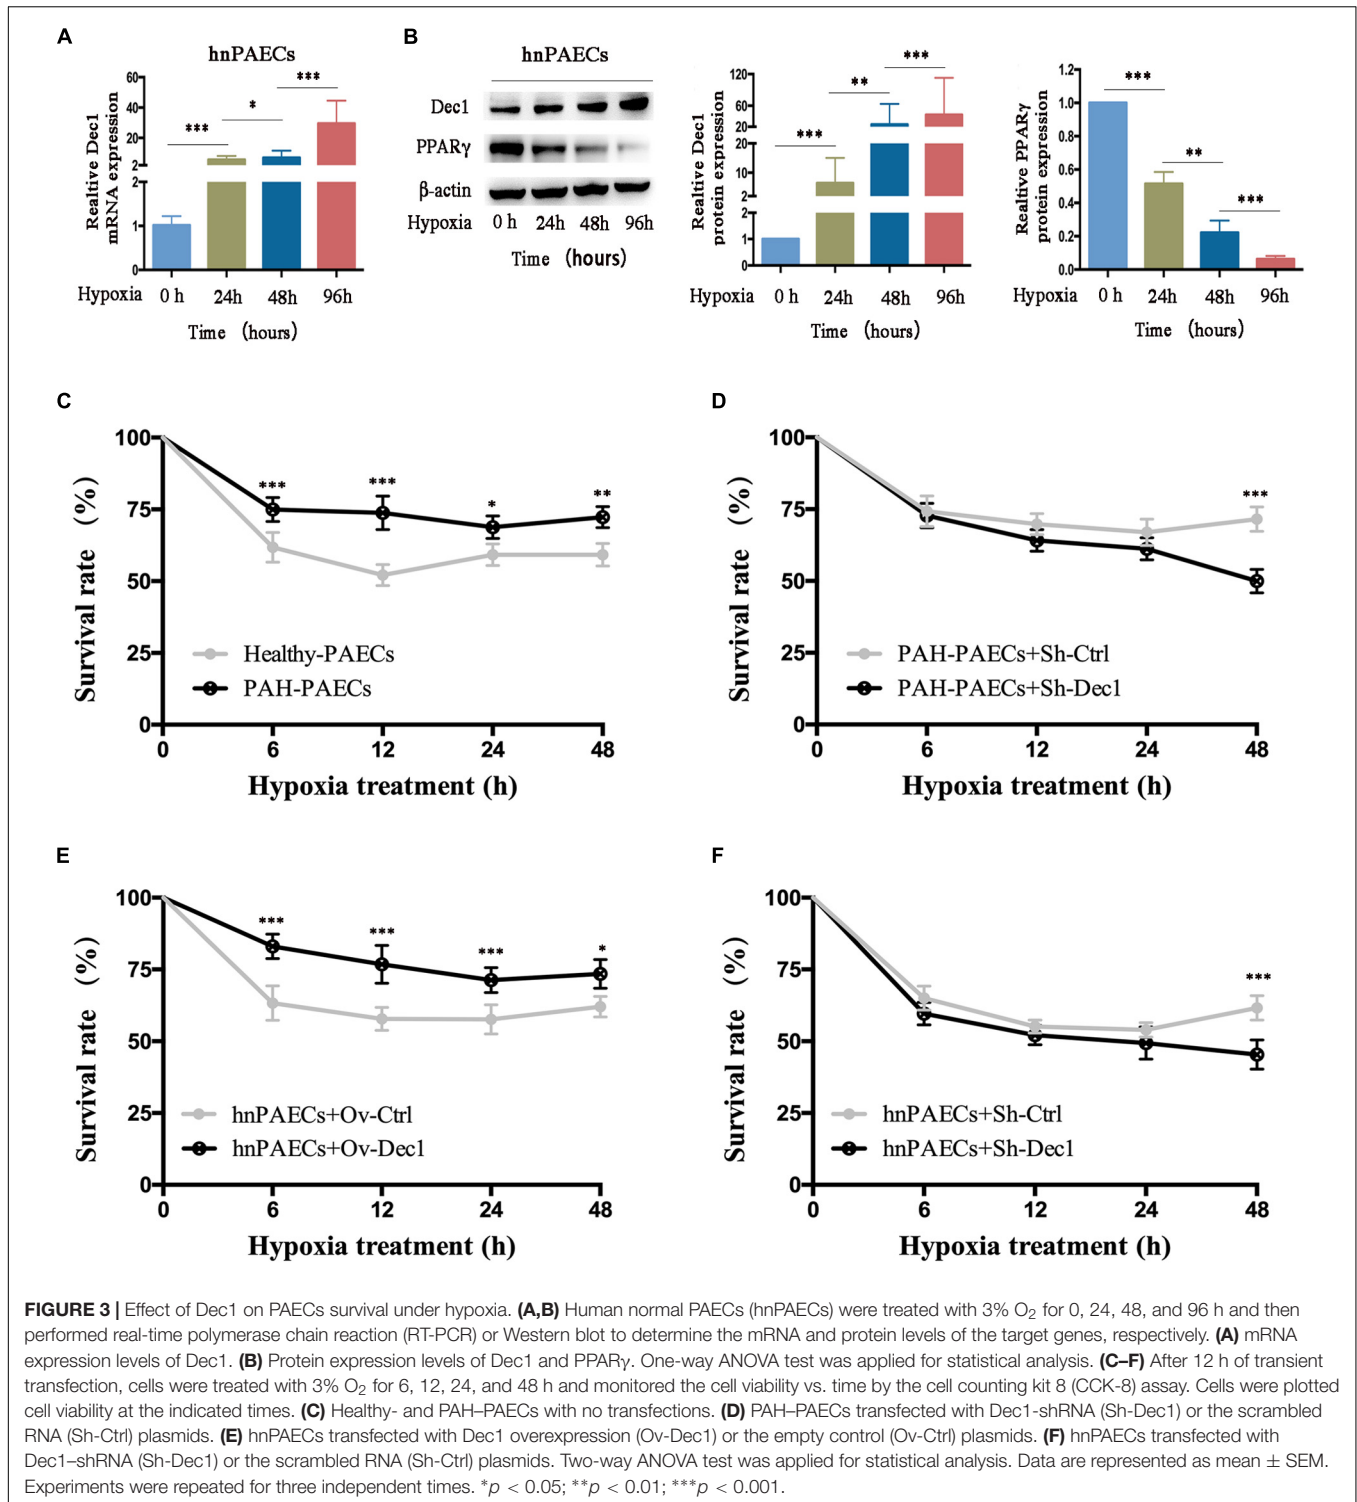 A
hnPAECs
Realtive Dec1
mRNA expression
60
40
20
2
2
1
0
***
*
***
Hypoxia 0 h 24h 48h 96h
Time (hours)
B
hnPAECs
Dec1
PPARγ
β-actin
Hypoxia 0 h 24h 48h 96h
Time (hours)
Realtive Dec1
protein expression
120
60
20
20
10
2
2
1
0
***
**
***
Hypoxia 0 h 24h 48h 96h
Time (hours)
Realtive PPARγ
protein expression
1.2
1.0
0.8
0.6
0.4
0.2
0.0
***
**
***
Hypoxia 0 h 24h 48h 96h
Time (hours)
C
Survival rate (%)
100
75
50
25
0
*** *** * **
Healthy-PAECs
PAH-PAECs
0 6 12 24 48
Hypoxia treatment (h)
D
Survival rate (%)
100
75
50
25
0
***
PAH-PAECs+Sh-Ctrl
PAH-PAECs+Sh-Dec1
0 6 12 24 48
Hypoxia treatment (h)
E
Survival rate (%)
100
75
50
25
0
*** *** *** *
hnPAECs+Ov-Ctrl
hnPAECs+Ov-Dec1
0 6 12 24 48
Hypoxia treatment (h)
F
Survival rate (%)
100
75
50
25
0
***
hnPAECs+Sh-Ctrl
hnPAECs+Sh-Dec1
0 6 12 24 48
Hypoxia treatment (h)
FIGURE 3 | Effect of Dec1 on PAECs survival under hypoxia. (A,B) Human normal PAECs (hnPAECs) were treated with 3% O₂ for 0, 24, 48, and 96 h and then
performed real-time polymerase chain reaction (RT-PCR) or Western blot to determine the mRNA and protein levels of the target genes, respectively. (A) mRNA
expression levels of Dec1. (B) Protein expression levels of Dec1 and PPARγ. One-way ANOVA test was applied for statistical analysis. (C–F) After 12 h of transient
transfection, cells were treated with 3% O₂ for 6, 12, 24, and 48 h and monitored the cell viability vs. time by the cell counting kit 8 (CCK-8) assay. Cells were plotted
cell viability at the indicated times. (C) Healthy- and PAH–PAECs with no transfections. (D) PAH–PAECs transfected with Dec1-shRNA (Sh-Dec1) or the scrambled
RNA (Sh-Ctrl) plasmids. (E) hnPAECs transfected with Dec1 overexpression (Ov-Dec1) or the empty control (Ov-Ctrl) plasmids. (F) hnPAECs transfected with
Dec1–shRNA (Sh-Dec1) or the scrambled RNA (Sh-Ctrl) plasmids. Two-way ANOVA test was applied for statistical analysis. Data are represented as mean ± SEM.
Experiments were repeated for three independent times. *p < 0.05; **p < 0.01; ***p < 0.001.